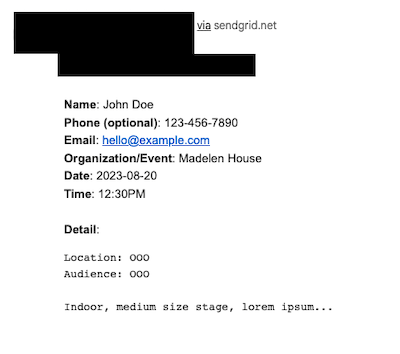 via sendgrid.net
Name: John Doe
Phone (optional): 123-456-7890
Email: hello@example.com
Organization/Event: Madelen House
Date: 2023-08-20
Time: 12:30PM
Detail:
Location: OOO
Audience: OOO
Indoor, medium size stage, lorem ipsum...